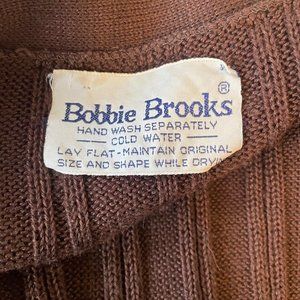 ®
Bobbie Brooks
HAND WASH SEPARATELY
COLD WATER
LAY FLAT-MAINTAIN ORIGINAL
SIZE AND SHAPE WHILE DRYING